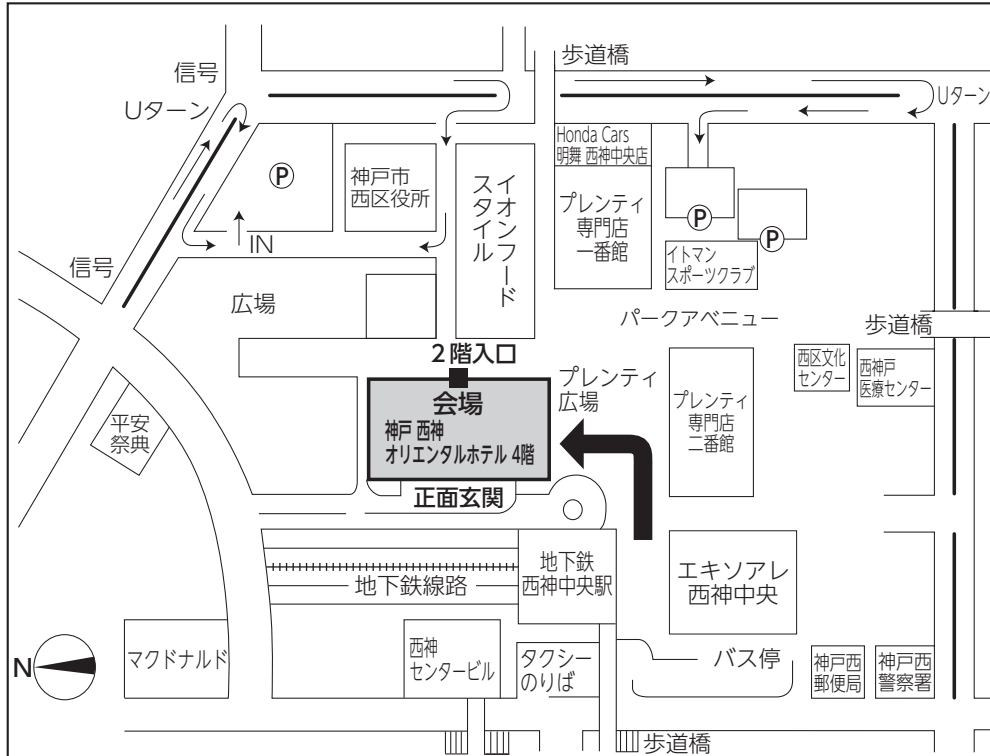 歩道橋
信号
Uターン
Uターン
Honda Cars
明舞 西神中央店
神戸市
西区役所
イオンフード
スタイル
プレンティ
専門店
一番館
P
P
P
IN
イトマン
スポーツクラブ
信号
広場
パークアベニュー
歩道橋
2階入口
会場
神戸 西神
オリエンタルホテル 4階
正面玄関
プレンティ
広場
プレンティ
専門店
二番館
西区文化
センター
西神戸
医療センター
平安
祭典
地下鉄線路
地下鉄
西神中央駅
エキソアレ
西神中央
N
マクドナルド
西神
センタービル
タクシー
のりば
バス停
神戸西
郵便局
神戸西
警察署
歩道橋